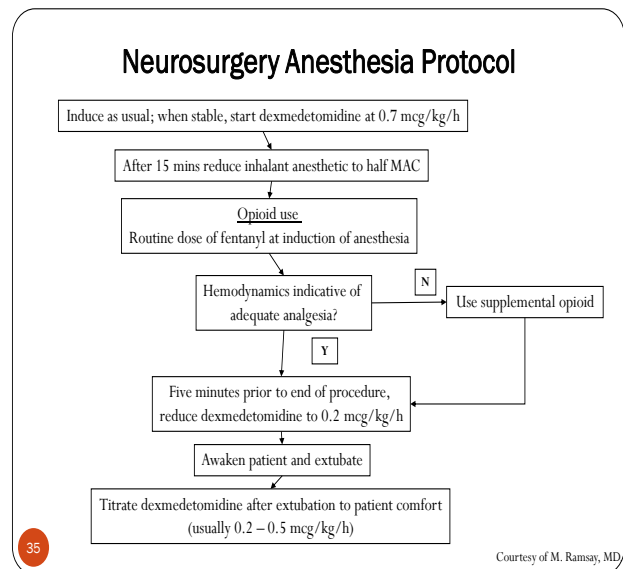 Neurosurgery Anesthesia Protocol
Induce as usual; when stable, start dexmedetomidine at 0.7 mcg/kg/h
After 15 mins reduce inhalant anesthetic to half MAC
Opioid use
Routine dose of fentanyl at induction of anesthesia
Hemodynamics indicative of
adequate analgesia?
N
Use supplemental opioid
Y
Five minutes prior to end of procedure,
reduce dexmedetomidine to 0.2 mcg/kg/h
Awaken patient and extubate
Titrate dexmedetomidine after extubation to patient comfort
(usually 0.2 – 0.5 mcg/kg/h)
35
Courtesy of M. Ramsay, MD